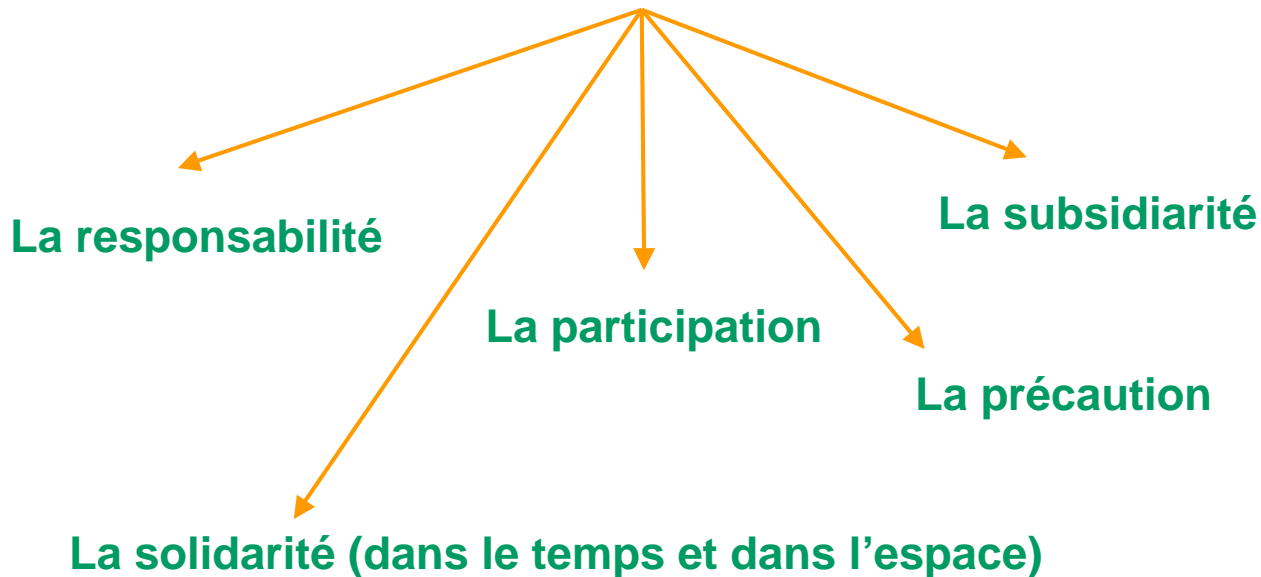 La subsidiarité
La responsabilité
La participation
La précaution
La solidarité (dans le temps et dans l’espace)